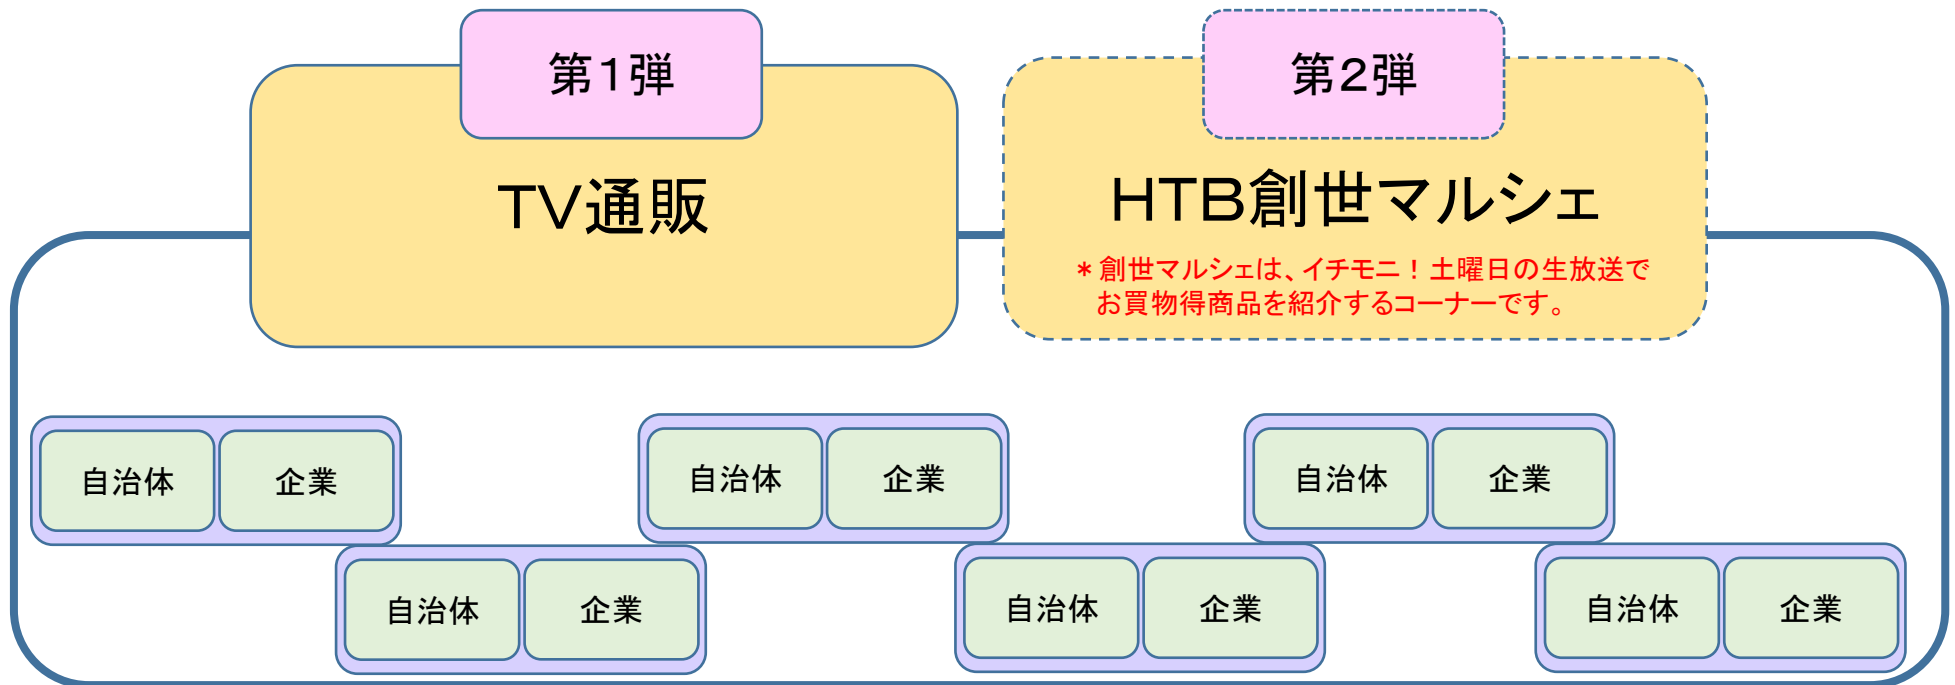 第1弾
TV通販
第2弾
HTB創世マルシェ
＊創世マルシェは、イチモニ！土曜日の生放送で
お買物得商品を紹介するコーナーです。
自治体 企業
自治体 企業
自治体 企業
自治体 企業
自治体 企業
自治体 企業